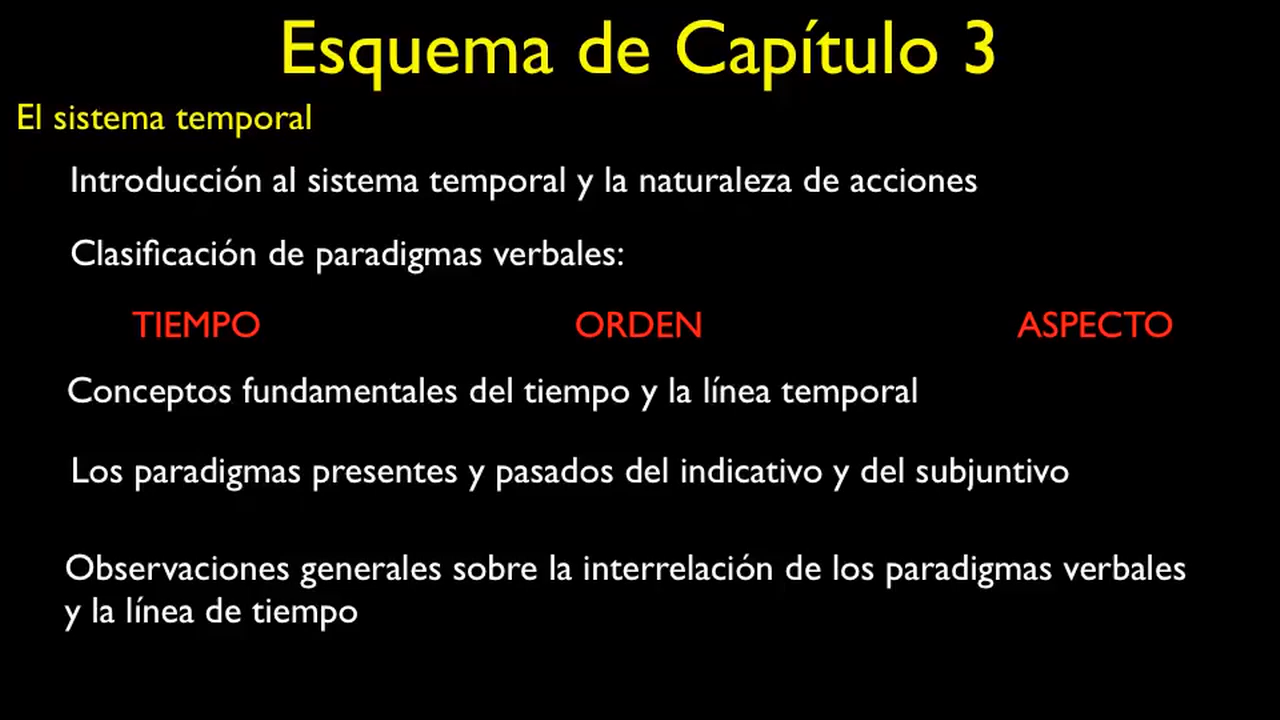 Esquema de Capítulo 3
El sistema temporal
Introducción al sistema temporal y la naturaleza de acciones
Clasificación de paradigmas verbales:
TIEMPO ORDEN ASPECTO
Conceptos fundamentales del tiempo y la línea temporal
Los paradigmas presentes y pasados del indicativo y del subjuntivo
Observaciones generales sobre la interrelación de los paradigmas verbales
y la línea de tiempo